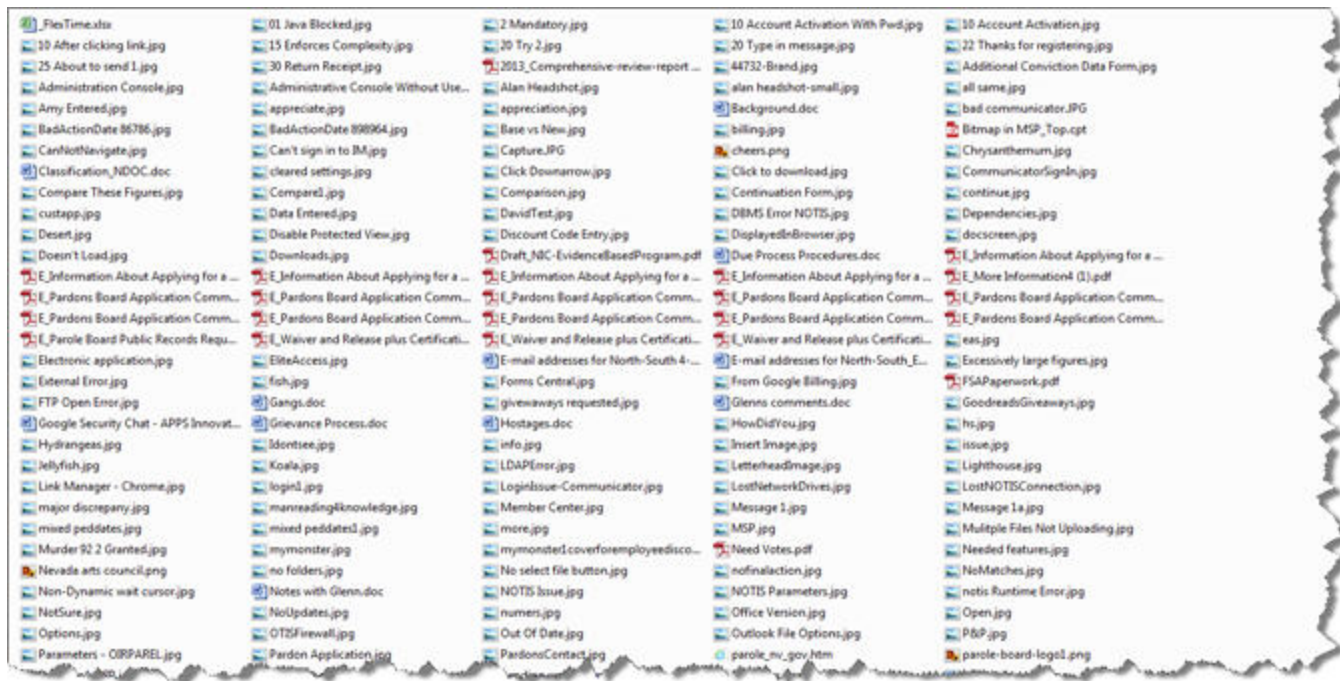 _FlexTime.xlsx 01 Java Blocked.jpg 2 Mandatory.jpg 10 Account Activation With Pwd.jpg 10 Account Activation.jpg
10 After clicking link.jpg 15 Enforces Complexity.jpg 20 Try 2.jpg 20 Type in message.jpg 22 Thanks for registering.jpg
25 About to send 1.jpg 30 Return Receipt.jpg 2013_Comprehensive-review-report ... 44732-Brand.jpg Additional Conviction Data Form.jpg
Administration Console.jpg Administrative Console Without Use... Alan Headshot.jpg alan headshot-small.jpg all same.jpg
Amy Entered.jpg appreciate.jpg appreciation.jpg Background.doc bad communicator.JPG
BadActionDate 86786.jpg BadActionDate 898964.jpg Base vs New.jpg billing.jpg Bitmap in MSP_Top.cpt
CanNotNavigate.jpg Can't sign in to IM.jpg Capture.JPG cheers.png Chrysanthemum.jpg
Classification_NDOC.doc cleared settings.jpg Click Downarrow.jpg Click to download.jpg CommunicatorSignIn.jpg
Compare These Figures.jpg Compare1.jpg Comparison.jpg Continuation Form.jpg continue.jpg
custapp.jpg Data Entered.jpg DavidTest.jpg DBMS Error NOTIS.jpg Dependencies.jpg
Desert.jpg Disable Protected View.jpg Discount Code Entry.jpg DisplayedInBrowser.jpg docscreen.jpg
Doesn't Load.jpg Downloads.jpg Draft_NIC-EvidenceBasedProgram.pdf Due Process Procedures.doc E_Information About Applying for a ...
E_Information About Applying for a ... E_Information About Applying for a ... E_Information About Applying for a ... E_Information About Applying for a ... E_More Information4 (1).pdf
E_Pardons Board Application Comm... E_Pardons Board Application Comm... E_Pardons Board Application Comm... E_Pardons Board Application Comm... E_Pardons Board Application Comm...
E_Pardons Board Application Comm... E_Pardons Board Application Comm... E_Pardons Board Application Comm... E_Pardons Board Application Comm... E_Pardons Board Application Comm...
E_Parole Board Public Records Requ... E_Waiver and Release plus Certificati... E_Waiver and Release plus Certificati... E_Waiver and Release plus Certificati... eas.jpg
Electronic application.jpg EliteAccess.jpg E-mail addresses for North-South 4-... E-mail addresses for North-South_E... Excessively large figures.jpg
External Error.jpg fish.jpg Forms Central.jpg From Google Billing.jpg FSAPaperwork.pdf
FTP Open Error.jpg Gangs.doc givewaways requested.jpg Glenns comments.doc GoodreadsGiveaways.jpg
Google Security Chat - APPS Innovat... Grievance Process.doc Hostages.doc HowDidYou.jpg hs.jpg
Hydrangeas.jpg Idontsee.jpg info.jpg Insert Image.jpg issue.jpg
Jellyfish.jpg Koala.jpg LDAPError.jpg LetterheadImage.jpg Lighthouse.jpg
Link Manager - Chrome.jpg login1.jpg LoginIssue-Communicator.jpg LostNetworkDrives.jpg LostNOTISConnection.jpg
major discrepany.jpg manreading4knowledge.jpg Member Center.jpg Message 1.jpg Message 1a.jpg
mixed peddates.jpg mixed peddates1.jpg more.jpg MSP.jpg Mulitple Files Not Uploading.jpg
Murder 92 2 Granted.jpg mymonster.jpg mymonster1coverforemployeedisco... Need Votes.pdf Needed features.jpg
Nevada arts council.png no folders.jpg No select file button.jpg nofinalaction.jpg NoMatches.jpg
Non-Dynamic wait cursor.jpg Notes with Glenn.doc NOTIS Issue.jpg NOTIS Parameters.jpg notis Runtime Error.jpg
NotSure.jpg NoUpdates.jpg numers.jpg Office Version.jpg Open.jpg
Options.jpg OTISFirewall.jpg Out Of Date.jpg Outlook File Options.jpg P&P.jpg
Parameters - OIRPAREL.jpg Pardon Application.jpg PardonsContact.jpg parole_nv_gov.htm parole-board-logo1.png